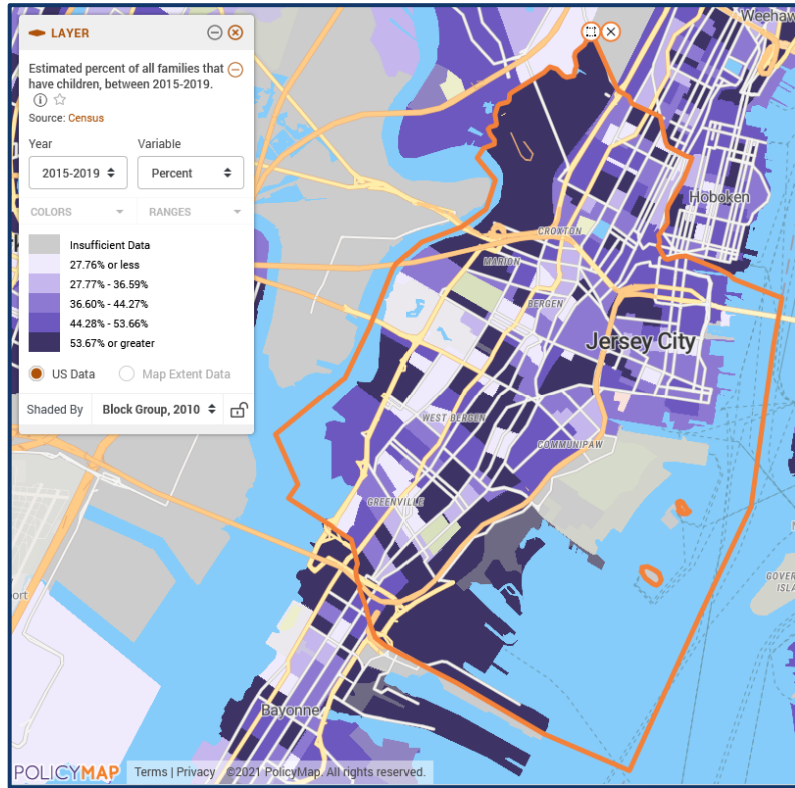 LAYER
Estimated percent of all families that
have children, between 2015-2019.
Source: Census
Year
Variable
2015-2019
Percent
COLORS
RANGES
Insufficient Data
27.76% or less
27.77% - 36.59%
36.60% - 44.27%
44.28% - 53.66%
53.67% or greater
US Data
Map Extent Data
Shaded By
Block Group, 2010
Weehaw
Hoboken
CROXTON
MARION
BERGEN
Jersey City
WEST BERGEN
COMMUNIPAW
GREENVILLE
GOVER
ISLA
port
Bayonne
POLICYMAP
Terms | Privacy ©2021 PolicyMap. All rights reserved.